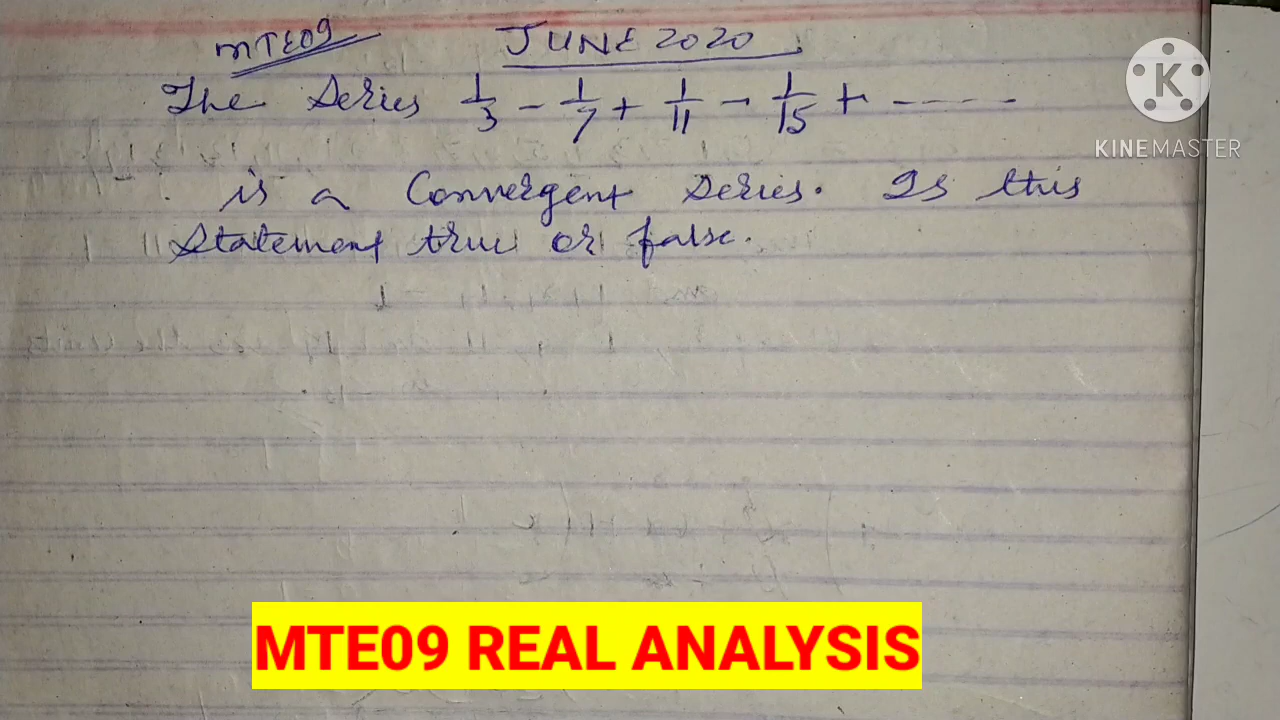 MTE09 JUNE 2020
K
The Series 1/3 - 1/7 + 1/11 - 1/15 + -----
KINEMASTER
is a Convergent Series. Is this
Statement true or false.
MTE09 REAL ANALYSIS